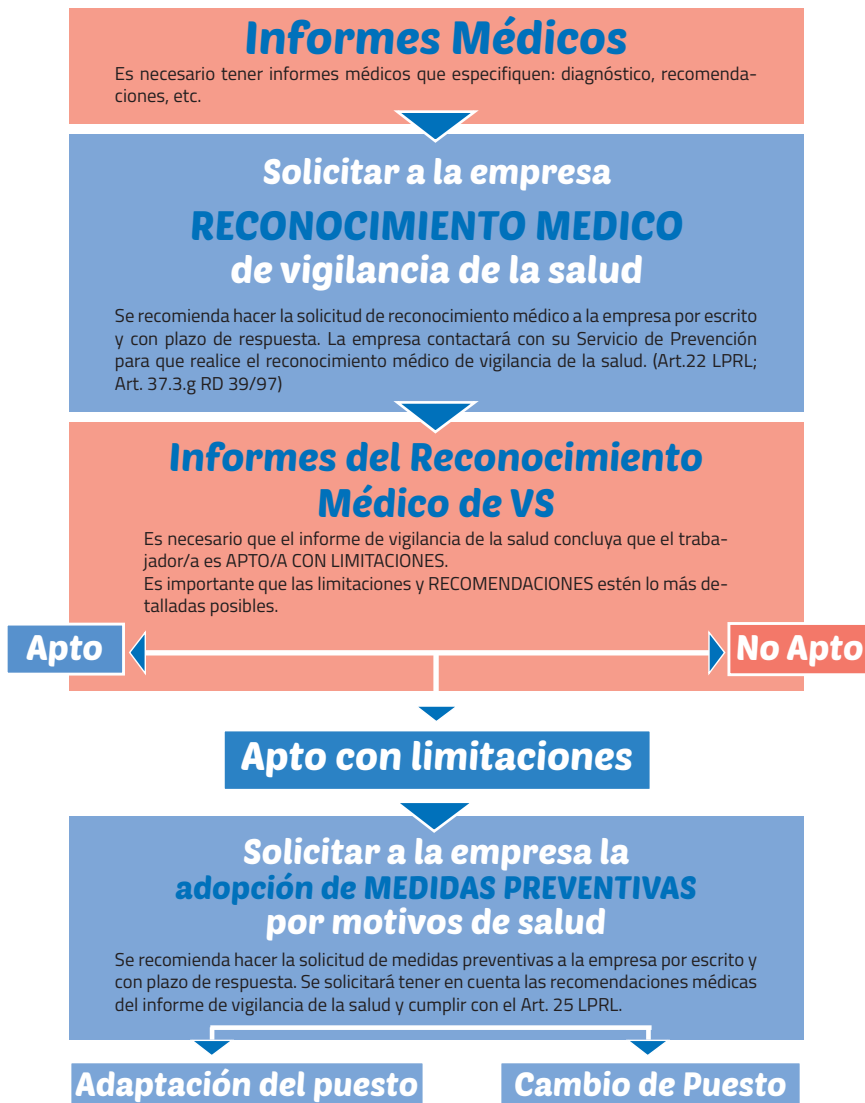 Informes Médicos
Es necesario tener informes médicos que especifiquen: diagnóstico, recomenda-
ciones, etc.
Solicitar a la empresa
RECONOCIMIENTO MEDICO
de vigilancia de la salud
Se recomienda hacer la solicitud de reconocimiento médico a la empresa por escrito
y con plazo de respuesta. La empresa contactará con su Servicio de Prevención
para que realice el reconocimiento médico de vigilancia de la salud. (Art.22 LPRL;
Art. 37.3.g RD 39/97)
Informes del Reconocimiento
Médico de VS
Es necesario que el informe de vigilancia de la salud concluya que el traba-
jador/a es APTO/A CON LIMITACIONES.
Es importante que las limitaciones y RECOMENDACIONES estén lo más de-
talladas posibles.
Apto
No Apto
Apto con limitaciones
Solicitar a la empresa la
adopción de MEDIDAS PREVENTIVAS
por motivos de salud
Se recomienda hacer la solicitud de medidas preventivas a la empresa por escrito y
con plazo de respuesta. Se solicitará tener en cuenta las recomendaciones médicas
del informe de vigilancia de la salud y cumplir con el Art. 25 LPRL.
Adaptación del puesto
Cambio de Puesto